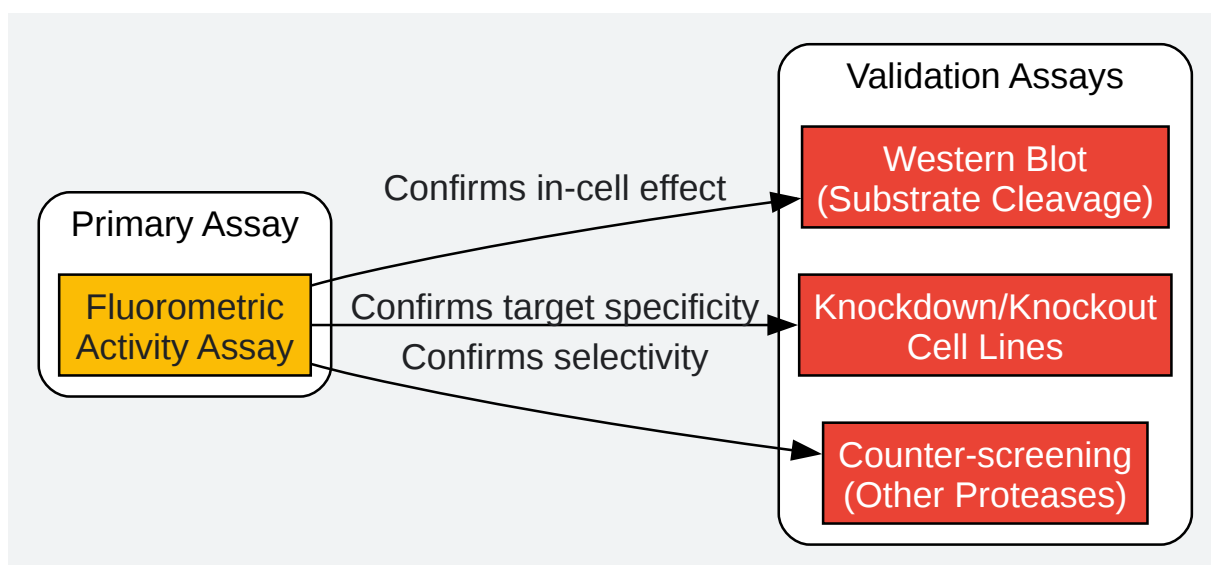 Primary Assay
Fluorometric
Activity Assay
Confirms in-cell effect
Confirms target specificity
Confirms selectivity
Validation Assays
Western Blot
(Substrate Cleavage)
Knockdown/Knockout
Cell Lines
Counter-screening
(Other Proteases)